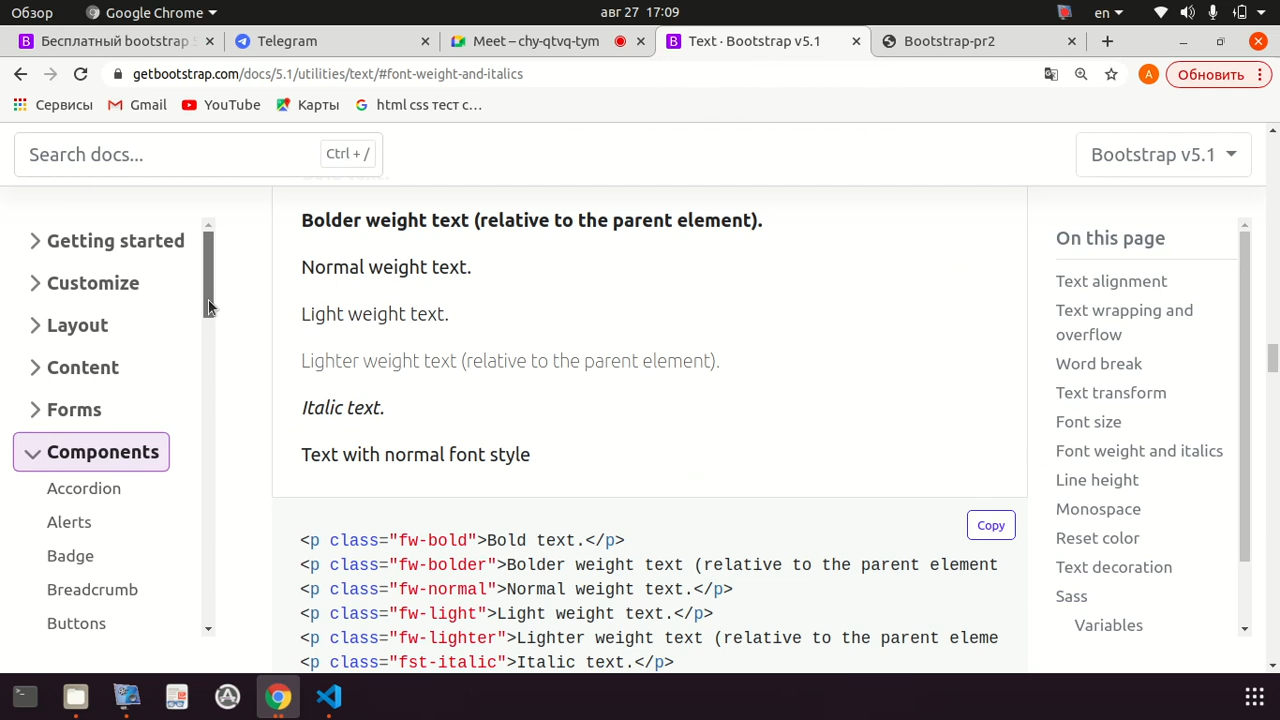 Обзор
Google Chrome
авг 27 17:09
en
Бесплатный bootstrap
Telegram
Meet – chy-qtvq-tym
Text · Bootstrap v5.1
Bootstrap-pr2
getbootstrap.com/docs/5.1/utilities/text/#font-weight-and-italics
A
Обновить
Сервисы
Gmail
YouTube
Карты
html css тест с…
Search docs...
Ctrl + /
Bootstrap v5.1
Getting started
Customize
Layout
Content
Forms
Components
Accordion
Alerts
Badge
Breadcrumb
Buttons
Bolder weight text (relative to the parent element).
Normal weight text.
Light weight text.
Lighter weight text (relative to the parent element).
Italic text.
Text with normal font style
Copy
<p class="fw-bold">Bold text.</p>
<p class="fw-bolder">Bolder weight text (relative to the parent element
<p class="fw-normal">Normal weight text.</p>
<p class="fw-light">Light weight text.</p>
<p class="fw-lighter">Lighter weight text (relative to the parent eleme
<p class="fst-italic">Italic text.</p>
On this page
Text alignment
Text wrapping and
overflow
Word break
Text transform
Font size
Font weight and italics
Line height
Monospace
Reset color
Text decoration
Sass
Variables